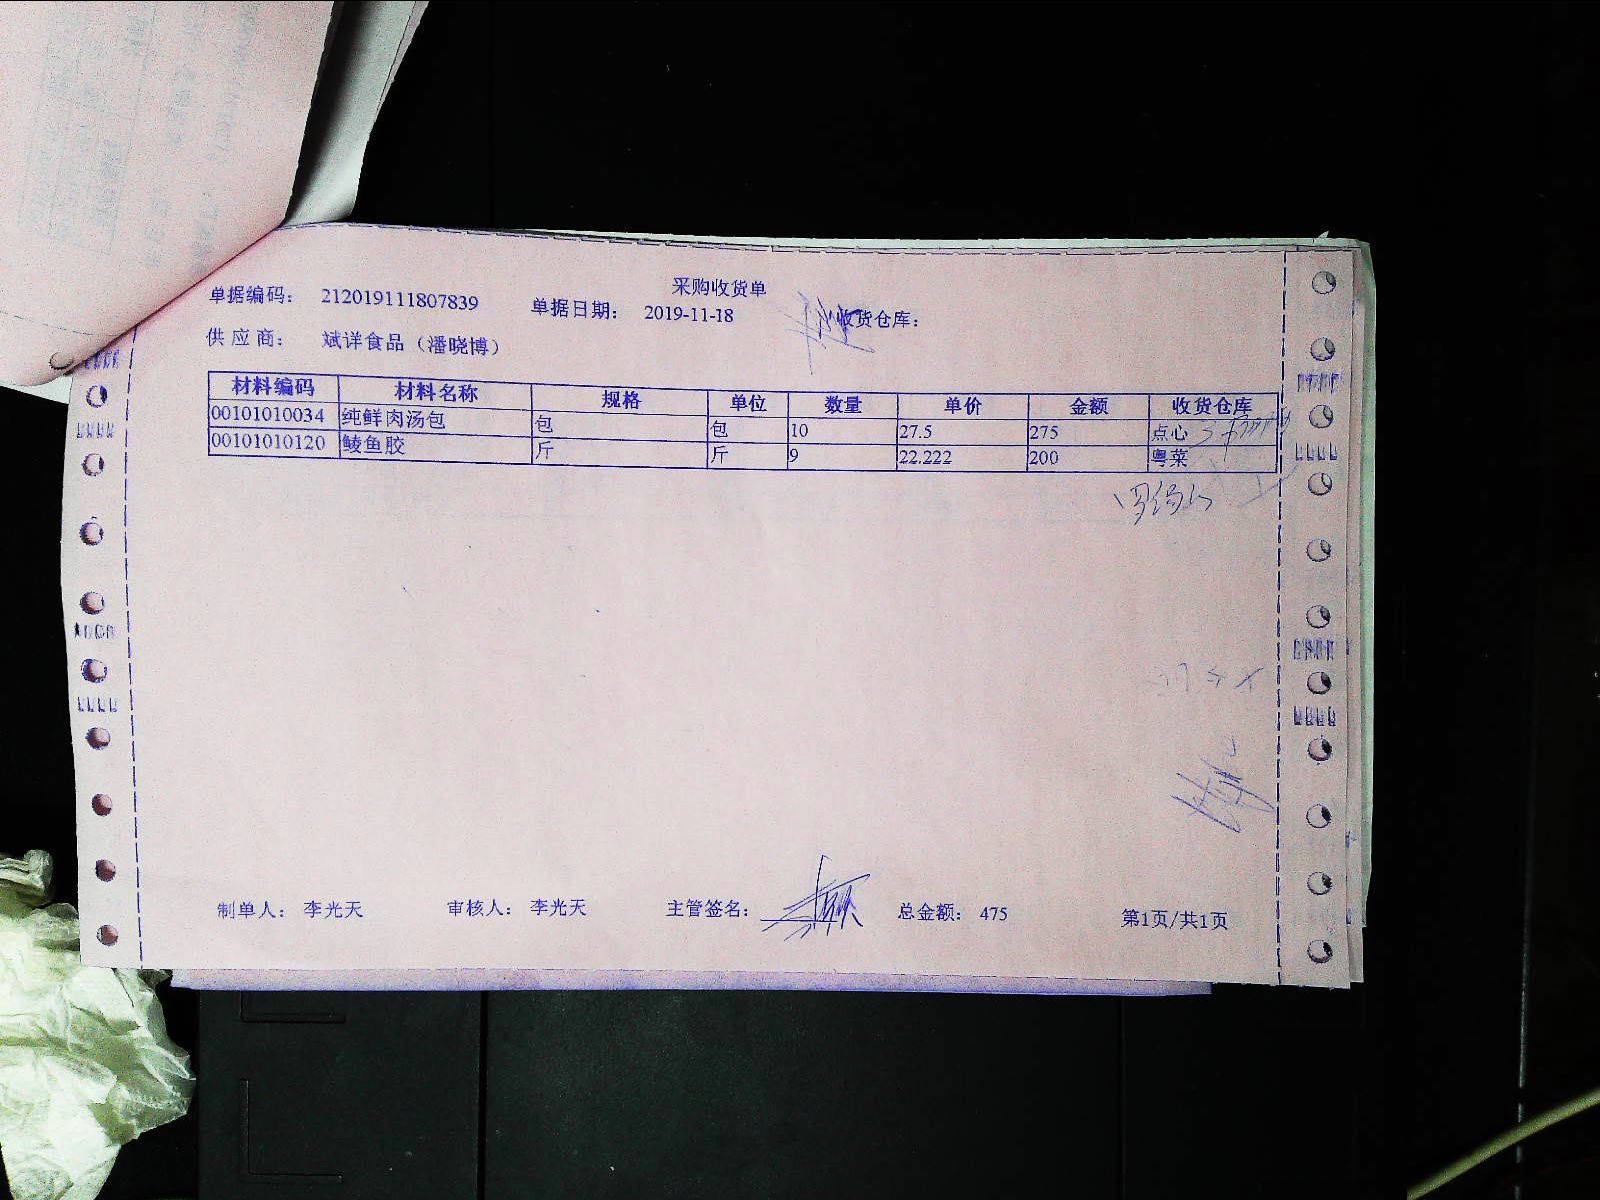 采购收货单
单据编码： 212019111807839 单据日期： 2019-11-18 收货仓库：
供应商： 斌详食品（潘晓博）
材料编码 材料名称 规格 单位 数量 单价 金额 收货仓库
00101010034 纯鲜肉汤包 包 包 10 27.5 275 点心
00101010120 鲮鱼胶 斤 斤 9 22.222 200 粤菜
制单人： 李光天 审核人： 李光天 主管签名： 总金额： 475 第1页/共1页